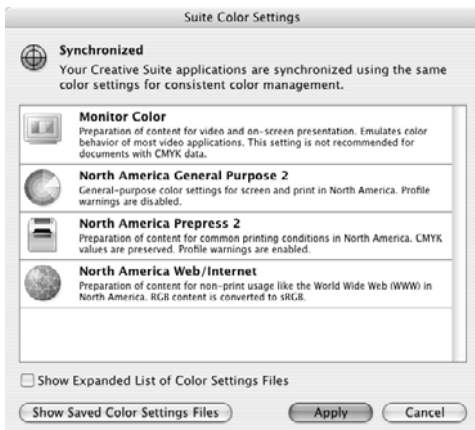 Suite Color Settings
Synchronized
Your Creative Suite applications are synchronized using the same
color settings for consistent color management.
Monitor Color
Preparation of content for video and on-screen presentation. Emulates color
behavior of most video applications. This setting is not recommended for
documents with CMYK data.
North America General Purpose 2
General-purpose color settings for screen and print in North America. Profile
warnings are disabled.
North America Prepress 2
Preparation of content for common printing conditions in North America. CMYK
values are preserved. Profile warnings are enabled.
North America Web/Internet
Preparation of content for non-print usage like the World Wide Web (WWW) in
North America. RGB content is converted to sRGB.
Show Expanded List of Color Settings Files
Show Saved Color Settings Files
Apply
Cancel